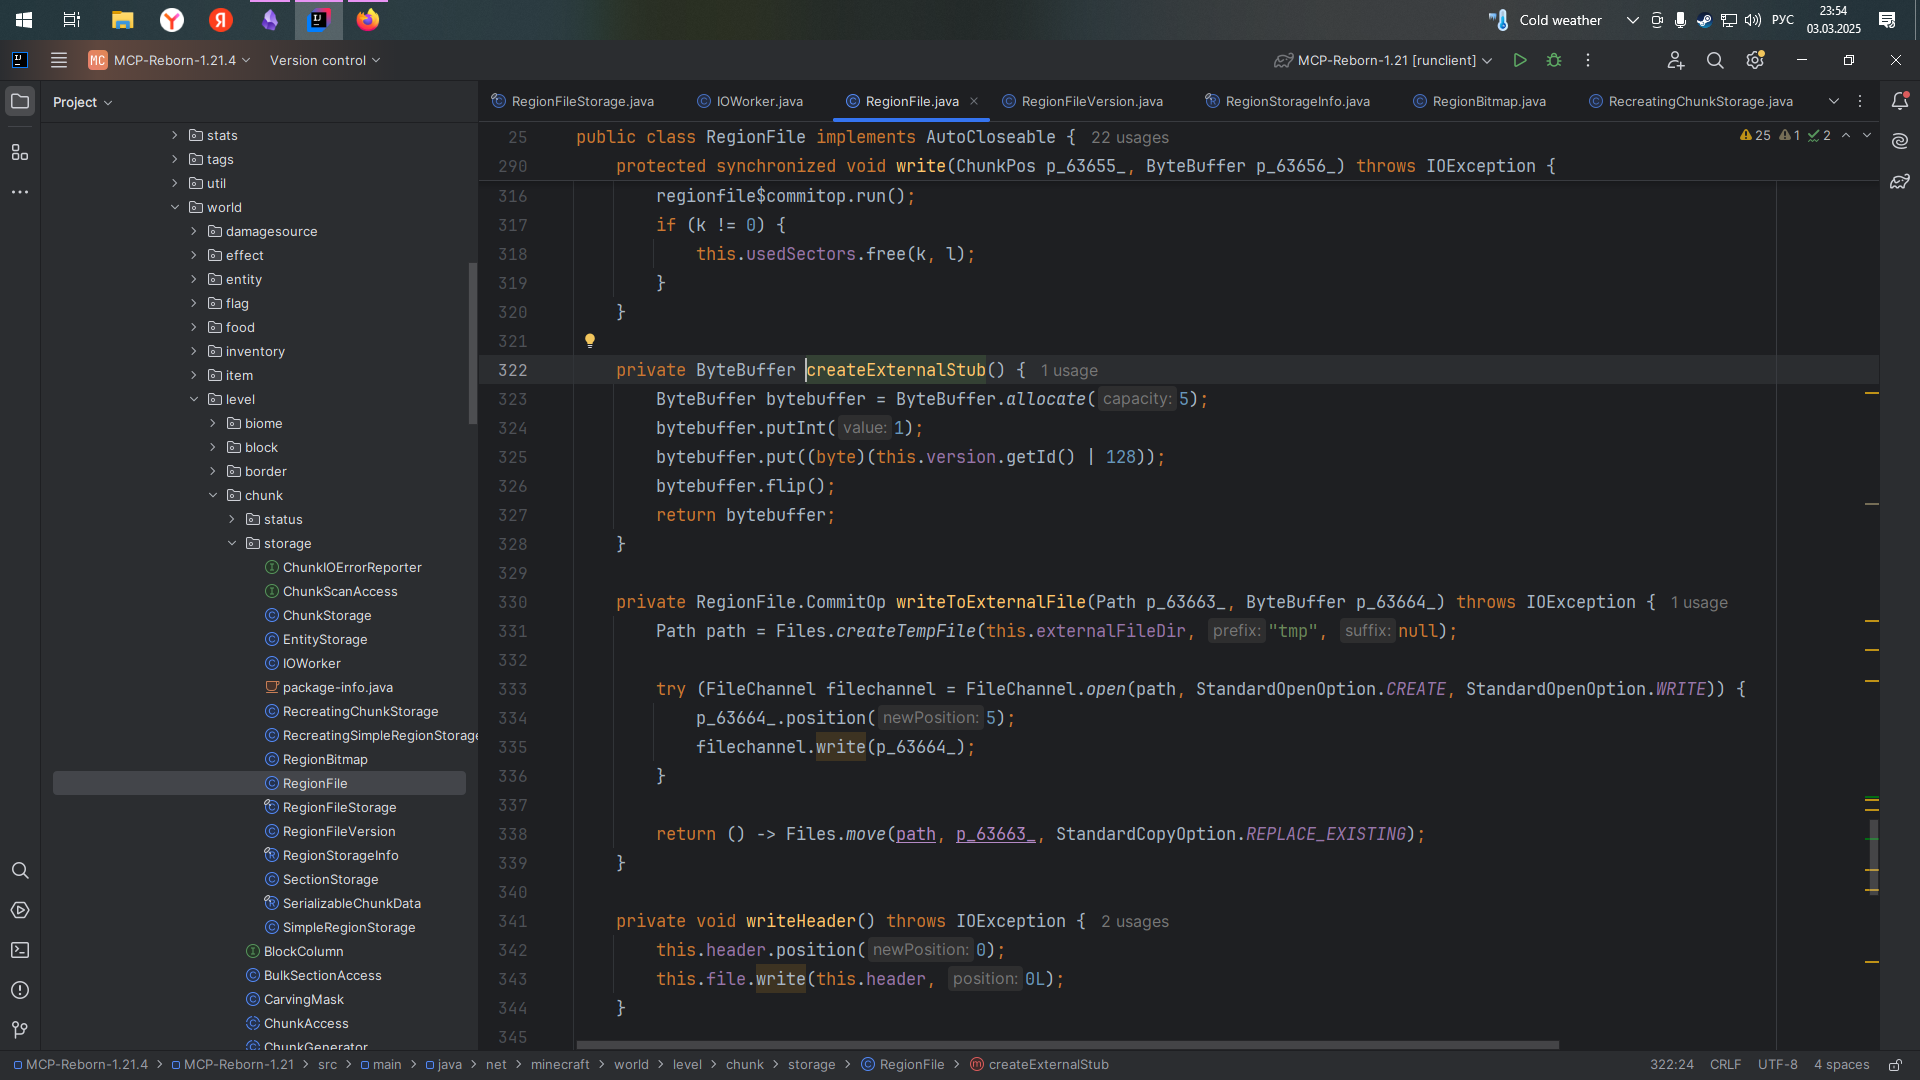 Cold weather
РУС
23:54
03.03.2025
MC MCP-Reborn-1.21.4
Version control
MCP-Reborn-1.21 [runclient]
Project
stats
tags
util
world
damagesource
effect
entity
flag
food
inventory
item
level
biome
block
border
chunk
status
storage
ChunkIOErrorReporter
ChunkScanAccess
ChunkStorage
EntityStorage
IOWorker
package-info.java
RecreatingChunkStorage
RecreatingSimpleRegionStorage
RegionBitmap
RegionFile
RegionFileStorage
RegionFileVersion
RegionStorageInfo
SectionStorage
SerializableChunkData
SimpleRegionStorage
BlockColumn
BulkSectionAccess
CarvingMask
ChunkAccess
ChunkGenerator
RegionFileStorage.java IOWorker.java RegionFile.java RegionFileVersion.java RegionStorageInfo.java RegionBitmap.java RecreatingChunkStorage.java
25 1 2
25 public class RegionFile implements AutoCloseable { 22 usages
290 protected synchronized void write(ChunkPos p_63655_, ByteBuffer p_63656_) throws IOException {
316 regionfile$commitop.run();
317 if (k != 0) {
318 this.usedSectors.free(k, l);
319 }
320 }
321
322 private ByteBuffer createExternalStub() { 1 usage
323 ByteBuffer bytebuffer = ByteBuffer.allocate( capacity: 5);
324 bytebuffer.putInt( value: 1);
325 bytebuffer.put((byte)(this.version.getId() | 128));
326 bytebuffer.flip();
327 return bytebuffer;
328 }
329
330 private RegionFile.CommitOp writeToExternalFile(Path p_63663_, ByteBuffer p_63664_) throws IOException { 1 usage
331 Path path = Files.createTempFile(this.externalFileDir, prefix: "tmp", suffix: null);
332
333 try (FileChannel filechannel = FileChannel.open(path, StandardOpenOption.CREATE, StandardOpenOption.WRITE)) {
334 p_63664_.position( newPosition: 5);
335 filechannel.write(p_63664_);
336 }
337
338 return () -> Files.move(path, p_63663_, StandardCopyOption.REPLACE_EXISTING);
339 }
340
341 private void writeHeader() throws IOException { 2 usages
342 this.header.position( newPosition: 0);
343 this.file.write(this.header, position: 0L);
344 }
345
MCP-Reborn-1.21.4 > MCP-Reborn-1.21 > src > main > java > net > minecraft > world > level > chunk > storage > RegionFile > createExternalStub
322:24 CRLF UTF-8 4 spaces